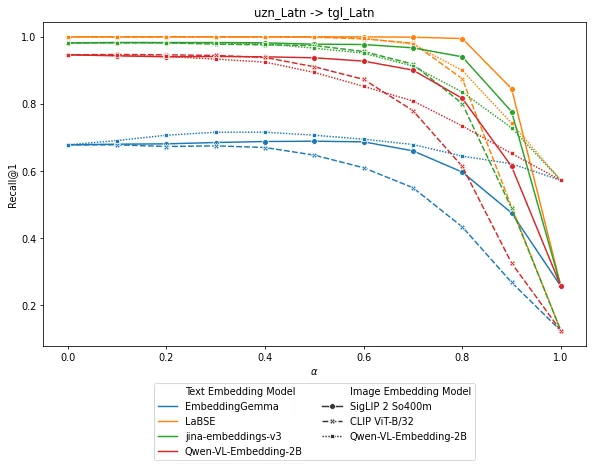 uzn_Latn -> tgl_Latn
Recall@1
1.0
0.8
0.6
0.4
0.2
0.0 0.2 0.4 0.6 0.8 1.0
α
Text Embedding Model
EmbeddingGemma
LaBSE
jina-embeddings-v3
Qwen-VL-Embedding-2B
Image Embedding Model
SigLIP 2 So400m
CLIP ViT-B/32
Qwen-VL-Embedding-2B